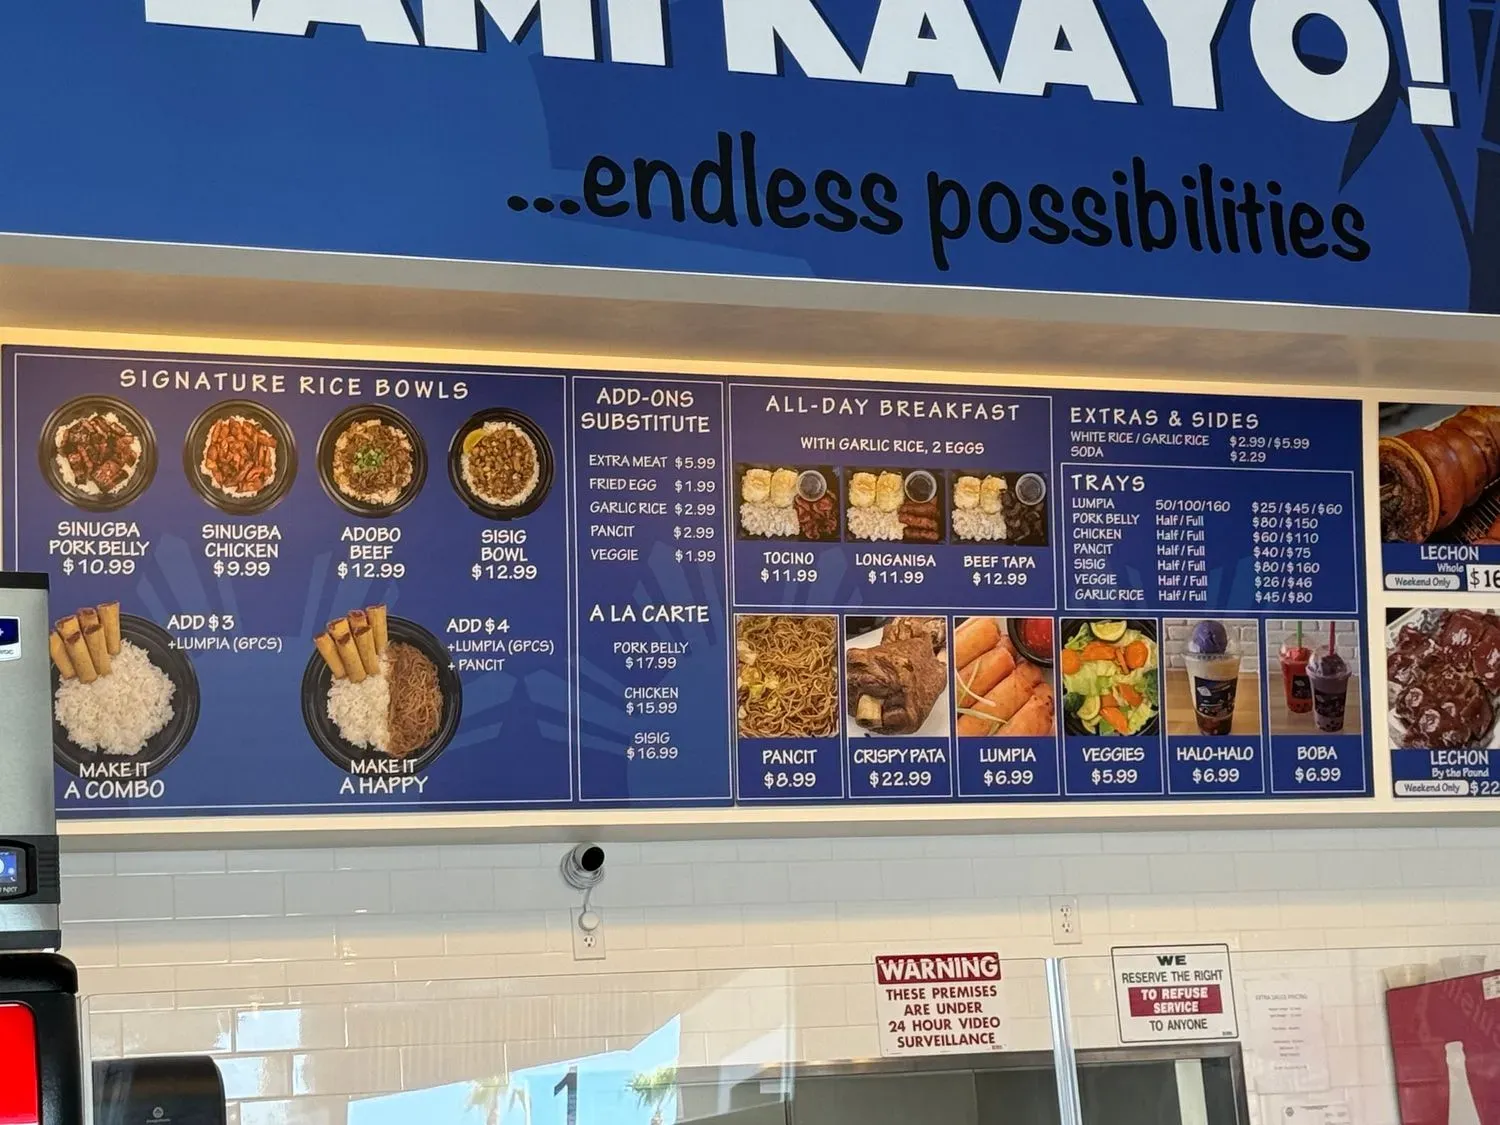 KAAYO!
...endless possibilities
SIGNATURE RICE BOWLS
SINUGBA
PORK BELLY
$10.99
SINUGBA
CHICKEN
$9.99
ADOBO
BEEF
$12.99
SISIG
BOWL
$12.99
ADD $3
+LUMPIA (6PCS)
MAKE IT
A COMBO
ADD $4
+LUMPIA (6PCS)
+ PANCIT
MAKE IT
A HAPPY
ADD-ONS
SUBSTITUTE
EXTRA MEAT $5.99
FRIED EGG $1.99
GARLIC RICE $2.99
PANCIT $2.99
VEGGIE $1.99
A LA CARTE
PORK BELLY
$17.99
CHICKEN
$15.99
SISIG
$16.99
ALL-DAY BREAKFAST
WITH GARLIC RICE, 2 EGGS
TOCINO
$11.99
LONGANISA
$11.99
BEEF TAPA
$12.99
EXTRAS & SIDES
WHITE RICE / GARLIC RICE $2.99 / $5.99
SODA $2.29
TRAYS
LUMPIA 50/100/160 $25 / $45 / $60
PORK BELLY Half / Full $80 / $150
CHICKEN Half / Full $60 / $110
PANCIT Half / Full $40 / $75
SISIG Half / Full $80 / $160
VEGGIE Half / Full $26 / $46
GARLIC RICE Half / Full $45 / $80
PANCIT
$8.99
CRISPY PATA
$22.99
LUMPIA
$6.99
VEGGIES
$5.99
HALO-HALO
$6.99
BOBA
$6.99
LECHON
Whole
Weekend Only $16
LECHON
By the Pound
Weekend Only $22
WARNING
THESE PREMISES
ARE UNDER
24 HOUR VIDEO
SURVEILLANCE
WE
RESERVE THE RIGHT
TO REFUSE
SERVICE
TO ANYONE
EXTRA SAUCE PRICING
1